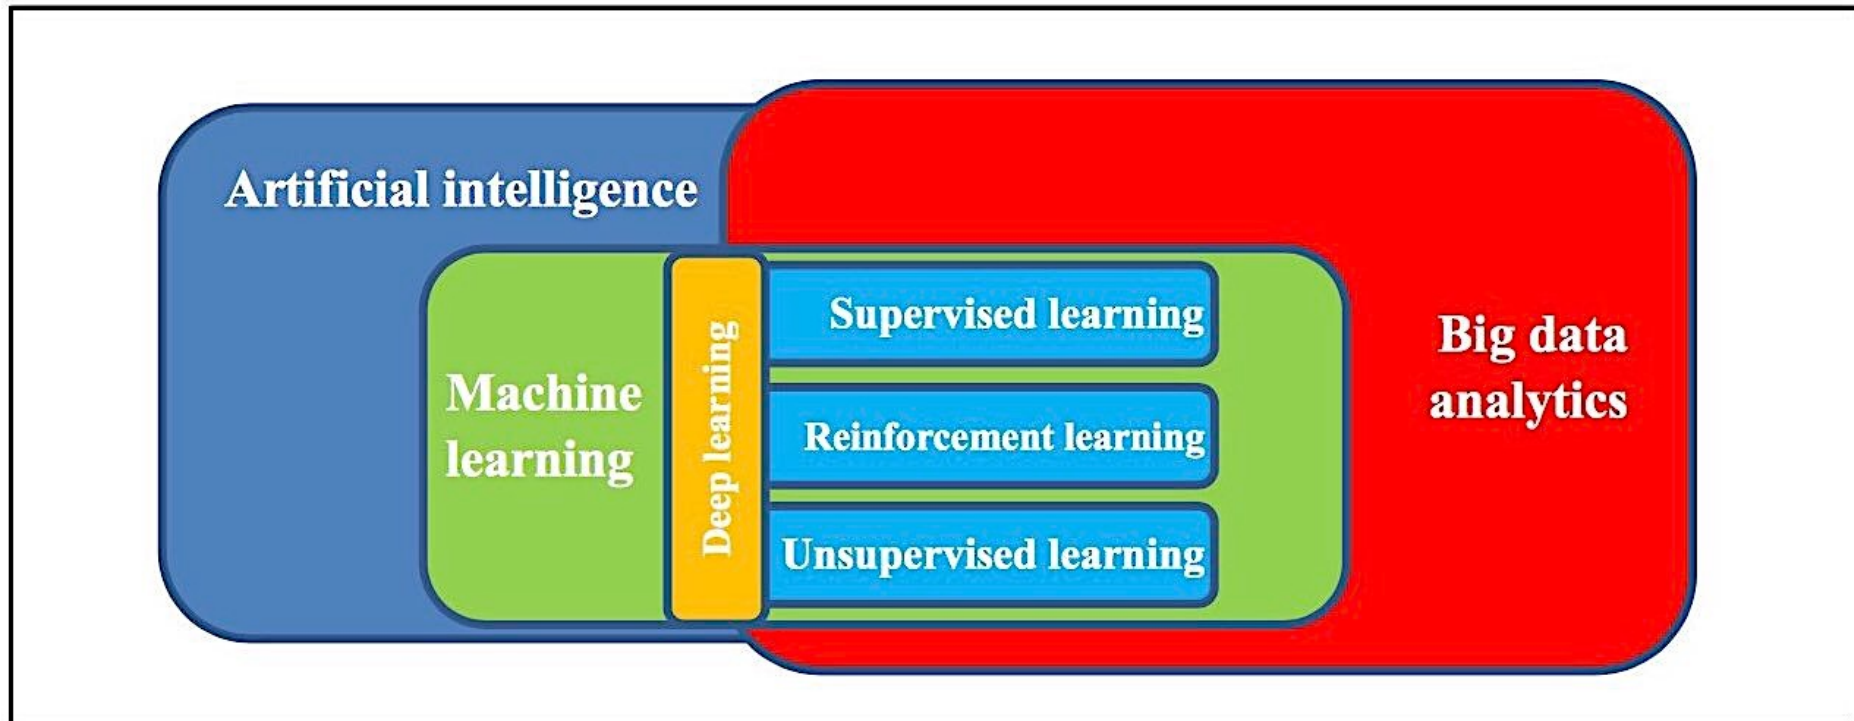 Artificial intelligence
Machine
learning
Deep learning
Supervised learning
Reinforcement learning
Unsupervised learning
Big data
analytics